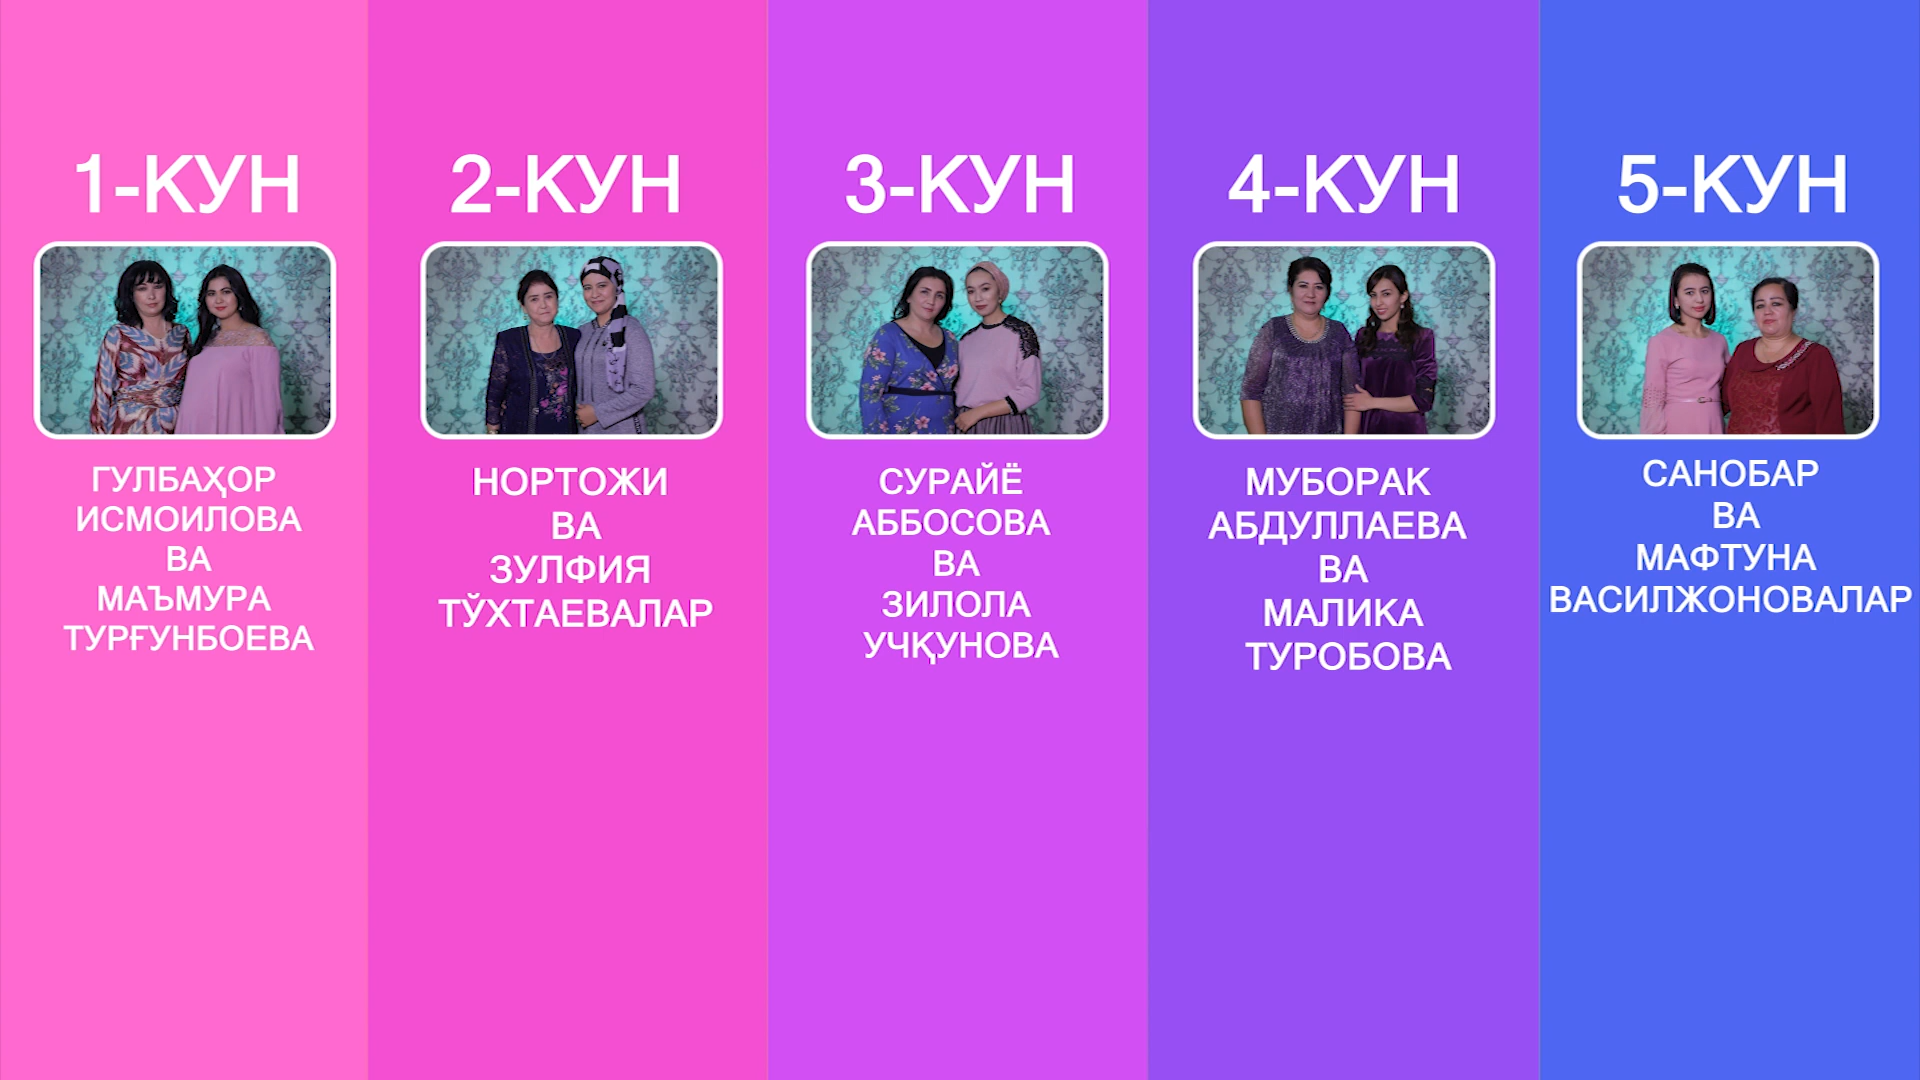 1-КУН
ГУЛБАҲОР
ИСМОИЛОВА
ВА
МАЪМУРА
ТУРҒУНБОЕВА
2-КУН
НОРТОЖИ
ВА
ЗУЛФИЯ
ТЎХТАЕВАЛАР
3-КУН
СУРАЙЁ
АББОСОВА
ВА
ЗИЛОЛА
УЧҚУНОВА
4-КУН
МУБОРАК
АБДУЛЛАЕВА
ВА
МАЛИКА
ТУРОБОВА
5-КУН
САНОБАР
ВА
МАФТУНА
ВАСИЛЖОНОВАЛАР